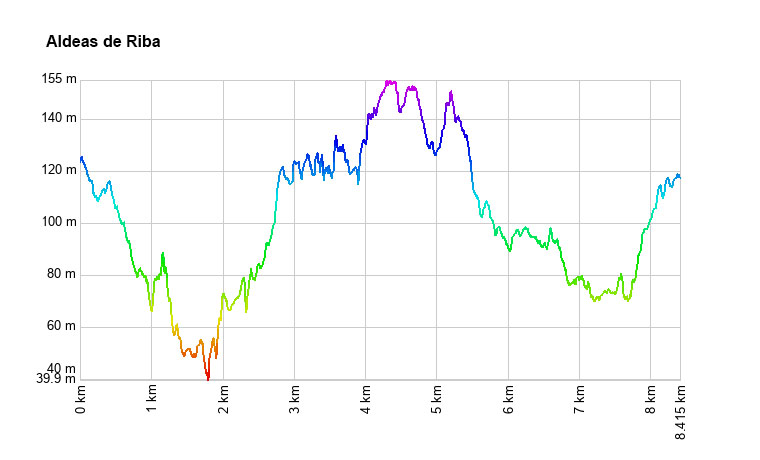 Aldeas de Riba
155 m
140 m
120 m
100 m
80 m
60 m
40 m
39.9 m
0 km
1 km
2 km
3 km
4 km
5 km
6 km
7 km
8 km
8.415 km